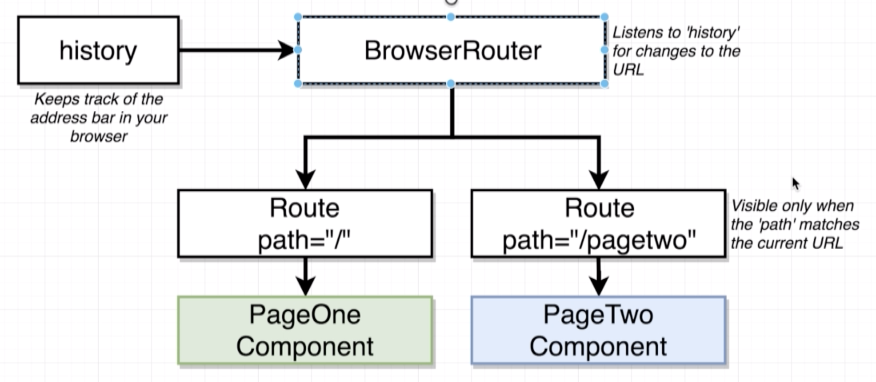 history
BrowserRouter
Listens to 'history'
for changes to the
URL
Keeps track of the
address bar in your
browser
Route
path="/"
Route
path="/pagetwo"
Visible only when
the 'path' matches
the current URL
PageOne
Component
PageTwo
Component